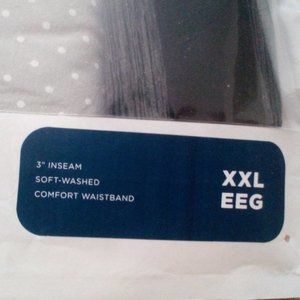 3" INSEAM
SOFT-WASHED
COMFORT WAISTBAND
XXL
EEG